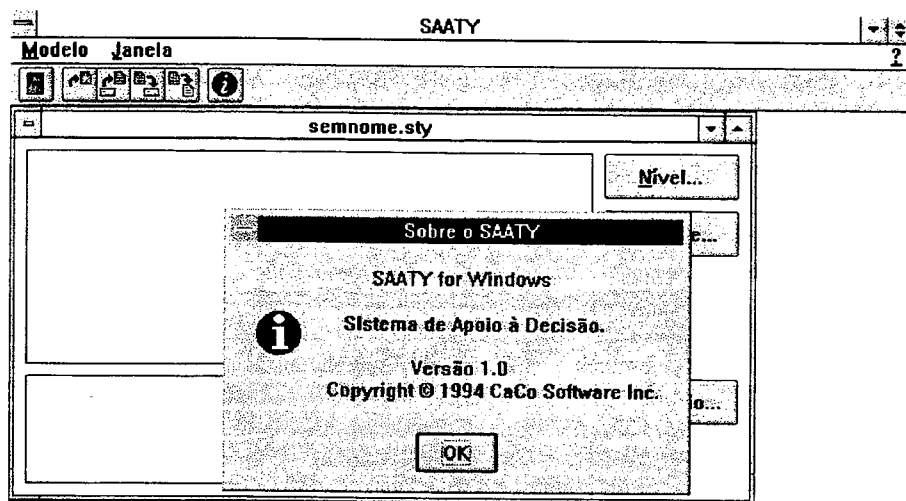 SAATY
Modelo Janela ?
semnome.sty
Nível...
e...
Sobre o SAATY
SAATY for Windows
Sistema de Apoio à Decisão.
Versão 1.0
Copyright © 1994 CaCo Software Inc.
o...
OK